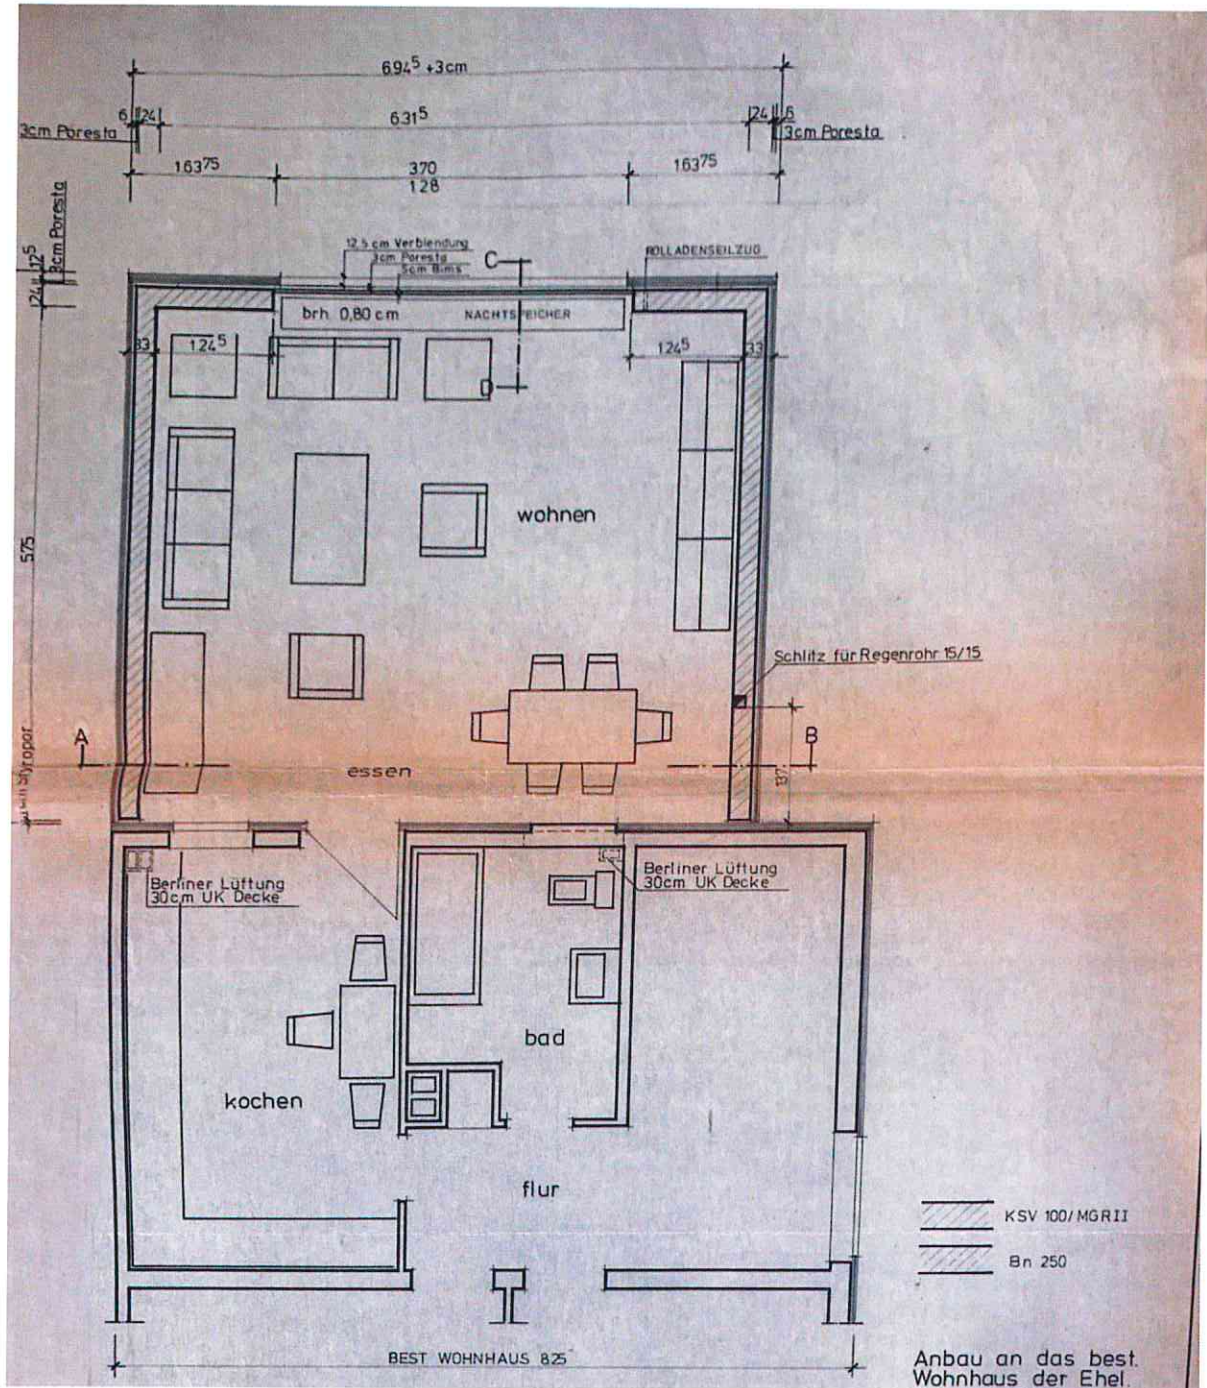 694⁵ +3cm
6 24 631⁵ 24 6
3cm Poresta
3cm Poresta
163⁷⁵ 370 163⁷⁵
128
12⁵
3cm Poresta
24
12,5 cm Verblendung
3cm Poresta
5cm Bims
C
ROLLADENSEILZUG
brh 0,80 cm NACHTSPEICHER
33 124⁵ 124⁵ 33
D
wohnen
575
Schlitz für Regenrohr 15/15
A
B
137
essen
Berliner Lüftung
30cm UK Decke
Berliner Lüftung
30cm UK Decke
bad
kochen
flur
KSV 100/MGRII
Bn 250
BEST WOHNHAUS 825
Anbau an das best.
Wohnhaus der Ehel.